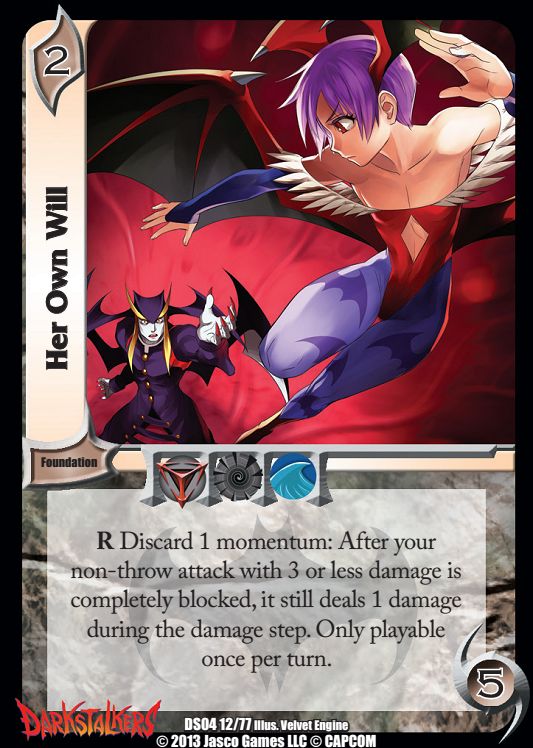 2
Her Own Will
Foundation
R Discard 1 momentum: After your
non-throw attack with 3 or less damage is
completely blocked, it still deals 1 damage
during the damage step. Only playable
once per turn.
5
DARKSTALKERS
DS04 12/77 Illus. Velvet Engine
© 2013 Jasco Games LLC © CAPCOM